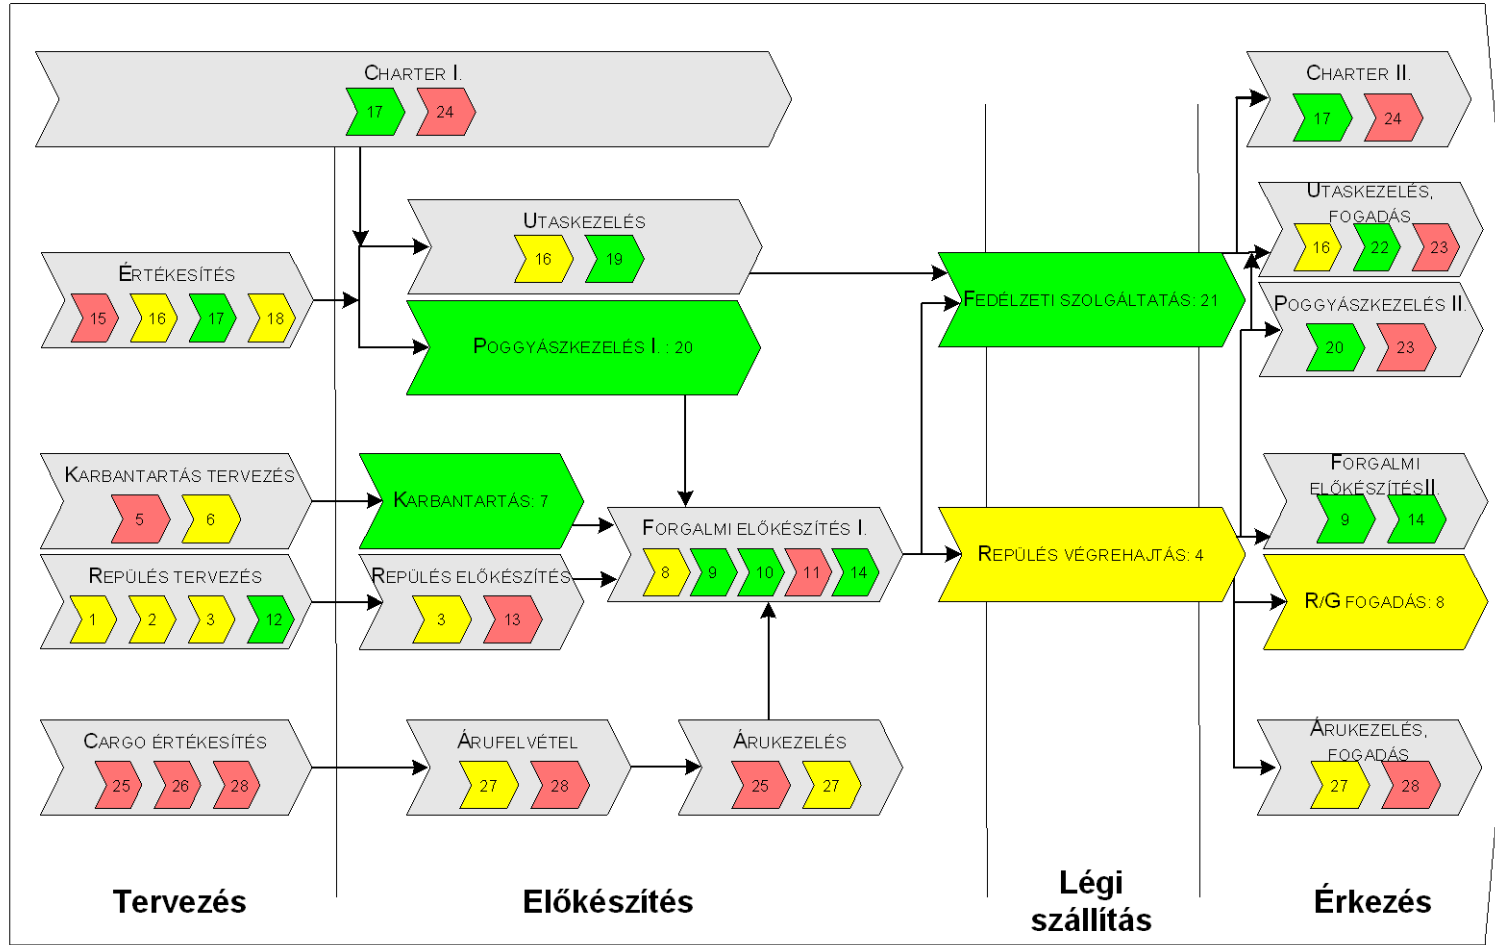 CHARTER I.
17 24
CHARTER II.
17 24
UTASKEZELÉS
16 19
UTASKEZELÉS,
FOGADÁS
16 22 23
ÉRTÉKESÍTÉS
15 16 17 18
FEDÉLZETI SZOLGÁLTATÁS: 21
POGGYÁSZKEZELÉS I. : 20
POGGYÁSZKEZELÉS II.
20 23
KARBANTARTÁS TERVEZÉS
5 6
KARBANTARTÁS: 7
FORGALMI ELŐKÉSZÍTÉS I.
8 9 10 11 14
FORGALMI
ELŐKÉSZÍTÉS II.
9 14
REPÜLÉS TERVEZÉS
1 2 3 12
REPÜLÉS ELŐKÉSZÍTÉS
3 13
REPÜLÉS VÉGREHAJTÁS: 4
R/G FOGADÁS: 8
CARGO ÉRTÉKESÍTÉS
25 26 28
ÁRUFELVÉTEL
27 28
ÁRUKEZELÉS
25 27
ÁRUKEZELÉS,
FOGADÁS
27 28
Tervezés
Előkészítés
Légi
szállítás
Érkezés